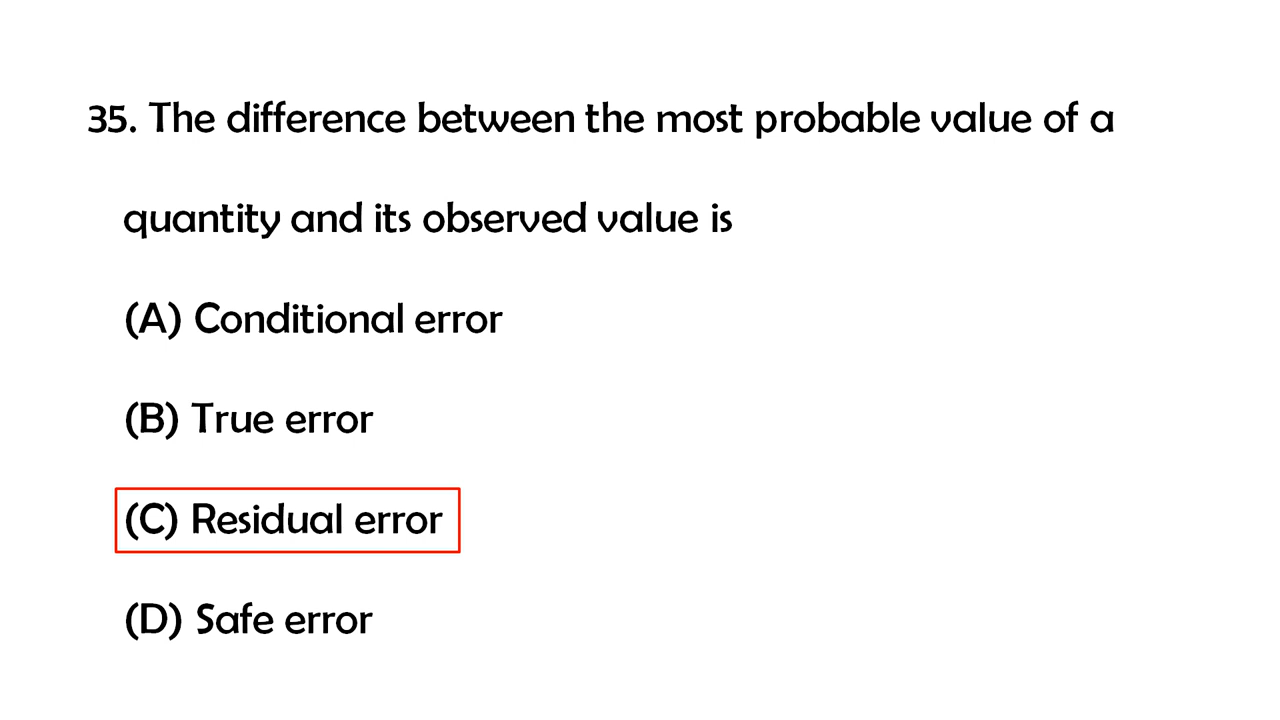 35. The difference between the most probable value of a
quantity and its observed value is
(A) Conditional error
(B) True error
(C) Residual error
(D) Safe error